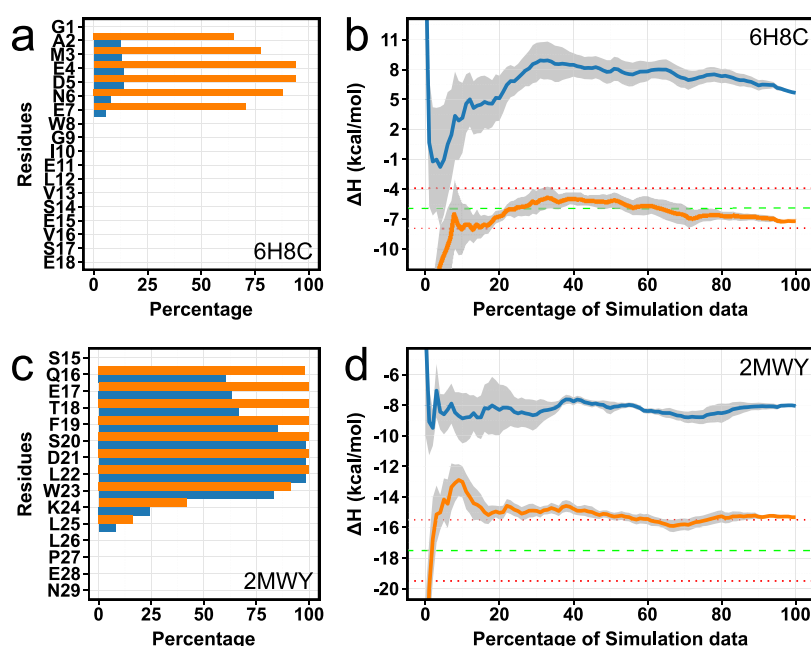 a
Residues
G1
A2
M3
E4
D5
N6
E7
W8
G9
I10
E11
L12
V13
S14
E15
V16
S17
E18
6H8C
0
25
50
75
100
Percentage
b
ΔH (kcal/mol)
11
8
5
2
-1
-4
-7
-10
6H8C
0
20
40
60
80
100
Percentage of Simulation data
c
Residues
S15
Q16
E17
T18
F19
S20
D21
L22
W23
K24
L25
L26
P27
E28
N29
2MWY
0
25
50
75
100
Percentage
d
ΔH (kcal/mol)
-6
-8
-10
-12
-14
-16
-18
-20
2MWY
0
20
40
60
80
100
Percentage of Simulation data